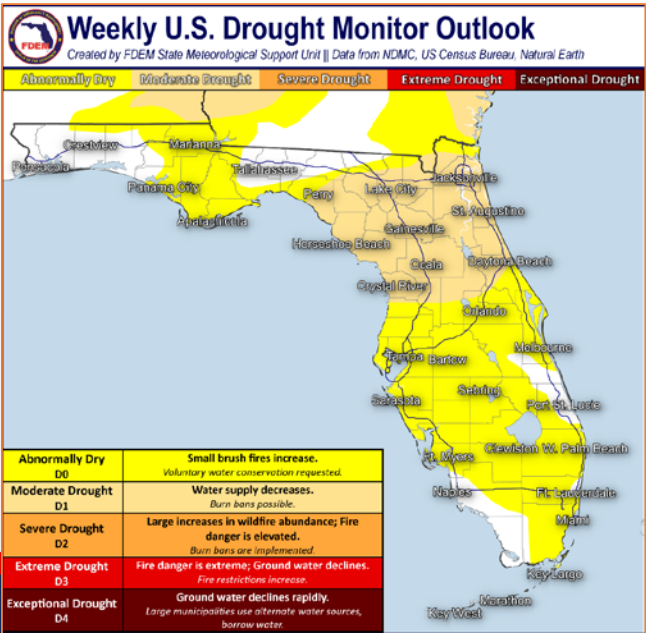 FDEM
Weekly U.S. Drought Monitor Outlook
Created by FDEM State Meteorological Support Unit || Data from NDMC, US Census Bureau, Natural Earth
Abnormally Dry Moderate Drought Severe Drought Extreme Drought Exceptional Drought
Crestview
Marianna
Pensacola
Tallahassee
Panama City
Apalachicola
Perry
Lake City
Jacksonville
St. Augustine
Gainesville
Horseshoe Beach
Ocala
Daytona Beach
Crystal River
Orlando
Tampa
Bartow
Melbourne
Sarasota
Sebring
Port St. Lucie
Ft. Myers
Clewiston
W. Palm Beach
Naples
Ft. Lauderdale
Miami
Key Largo
Marathon
Key West
Abnormally Dry
D0
Small brush fires increase.
Voluntary water conservation requested.
Moderate Drought
D1
Water supply decreases.
Burn bans possible.
Severe Drought
D2
Large increases in wildfire abundance; Fire
danger is elevated.
Burn bans are implemented.
Extreme Drought
D3
Fire danger is extreme; Ground water declines.
Fire restrictions increase.
Exceptional Drought
D4
Ground water declines rapidly.
Large municipalities use alternate water sources,
borrow water.